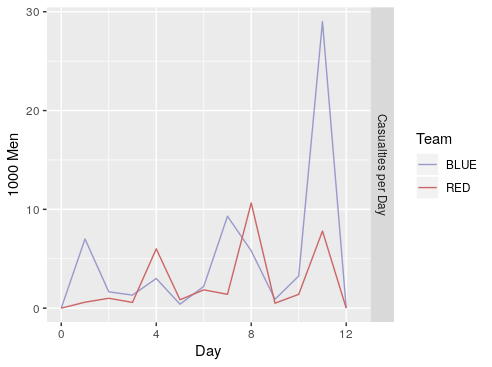 30
20
10
0
1000 Men
0 4 8 12
Day
Casualties per Day
Team
BLUE
RED